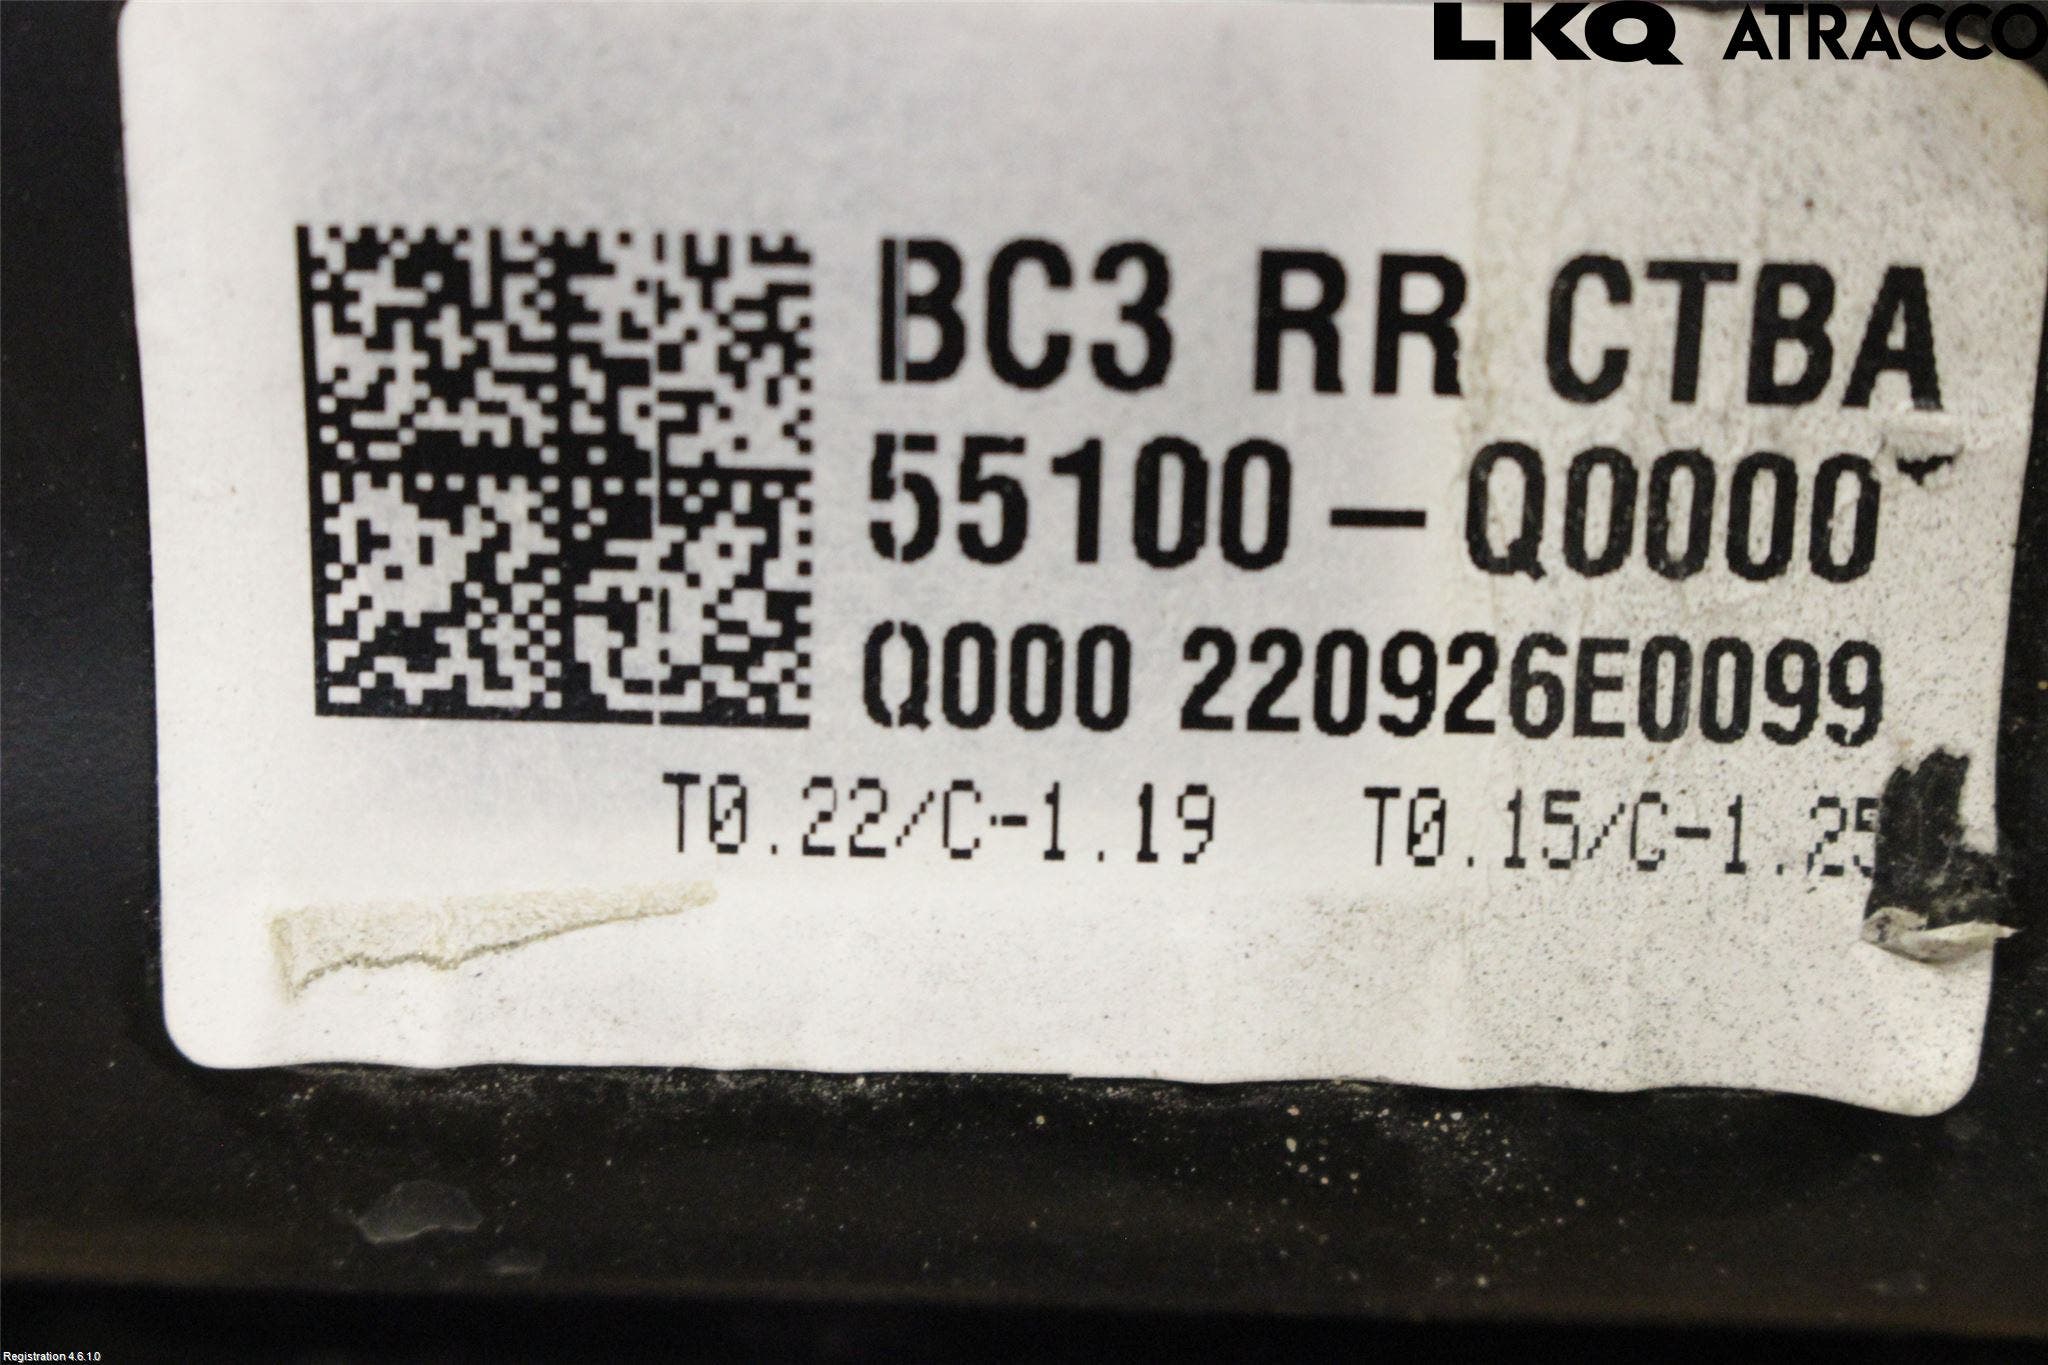 LKQ ATRACCO
BC3 RR CTBA
55100-Q0000
Q000 220926E0099
T0.22/C-1.19 T0.15/C-1.25
Registration 4.6.1.0